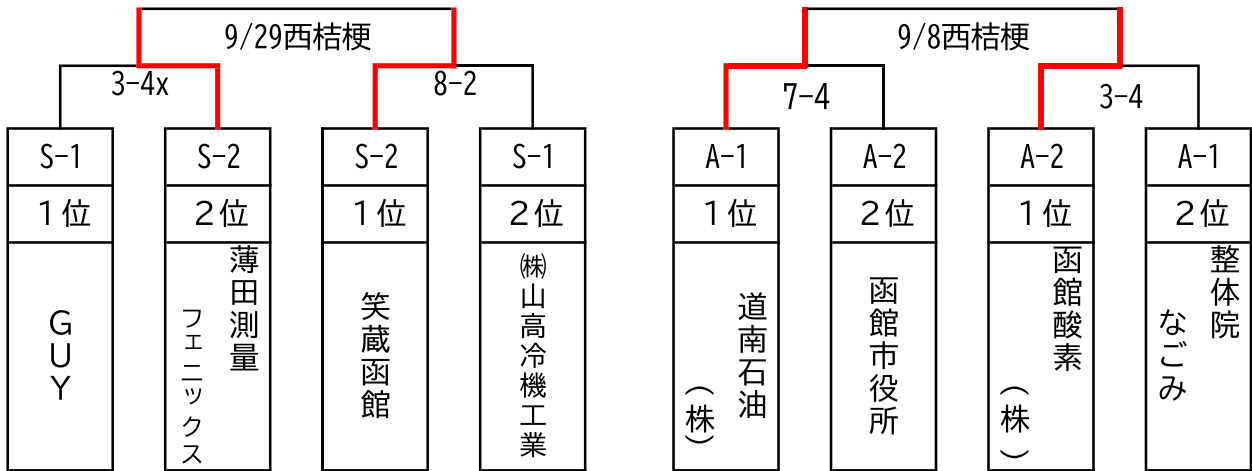 9/29西桔梗
9/8西桔梗
3-4x
8-2
7-4
3-4
S-1
S-2
S-2
S-1
A-1
A-2
A-2
A-1
1位
2位
1位
2位
1位
2位
1位
2位
GUY
薄田測量
フェニックス
笑蔵函館
㈱山高冷機工業
道南石油
(株)
函館市役所
函館酸素
(株)
整体院
なごみ